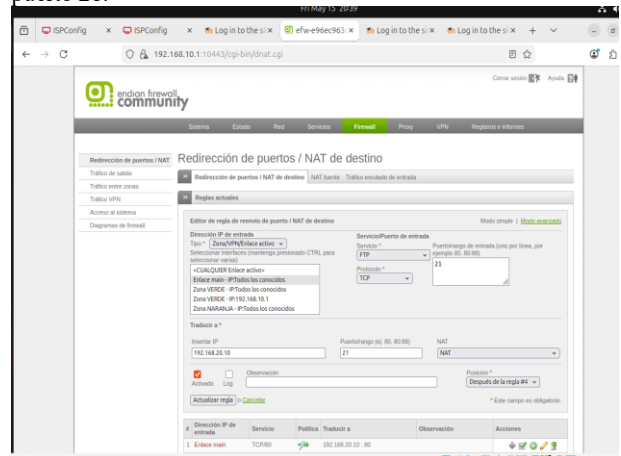 Fri May 15 20:39
ISPConfig
ISPConfig
Log in to the si
efw-e96ec963
Log in to the si
Log in to the si
192.168.10.1:10443/cgi-bin/dnat.cgi
Cerrar sesión Ayuda
endian firewall
community
Sistema Estado Red Servicios Firewall Proxy VPN Registros e informes
Redirección de puertos / NAT
Tráfico de salida
Tráfico entre zonas
Tráfico VPN
Acceso al sistema
Diagramas de firewall
Redirección de puertos / NAT de destino
Redirección de puertos / NAT de destino NAT fuente Tráfico enrutado de entrada
Reglas actuales
Editor de regla de reenvío de puerto / NAT de destino Modo simple | Modo avanzado
Dirección IP de entrada
Tipo * Zona/VPN/Enlace activo
Seleccionar interfaces (mantenga presionado CTRL para seleccionar varias)
<CUALQUIER Enlace activo>
Enlace main - IP:Todos los conocidos
Zona VERDE - IP:Todos los conocidos
Zona VERDE - IP:192.168.10.1
Zona NARANJA - IP:Todos los conocidos
Servicio/Puerto de entrada
Servicio *
FTP
Protocolo *
TCP
Puerto/rango de entrada (uno por línea, por ejemplo 80, 80:88)
21
Traducir a *
Insertar IP
192.168.20.10
Puerto/rango (ej. 80, 80:88)
21
NAT
NAT
Activado Log
Observación
Posición *
Después de la regla #4
Actualizar regla o Cancelar
* Este campo es obligatorio.
# Dirección IP de entrada Servicio Política Traducir a Observación Acciones
1 Enlace main TCP/80 192.168.20.10 : 80